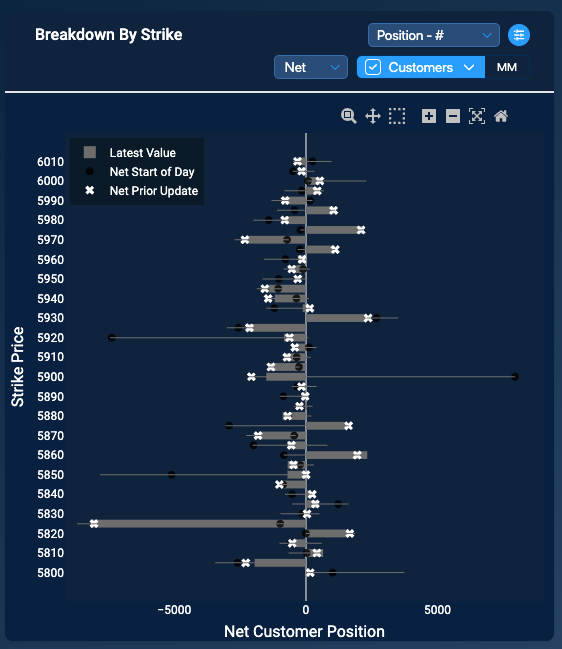 Breakdown By Strike
Position - #
Net
Customers
MM
Latest Value
Net Start of Day
Net Prior Update
6010
6000
5990
5980
5970
5960
5950
5940
5930
5920
5910
5900
5890
5880
5870
5860
5850
5840
5830
5820
5810
5800
Strike Price
−5000
0
5000
Net Customer Position